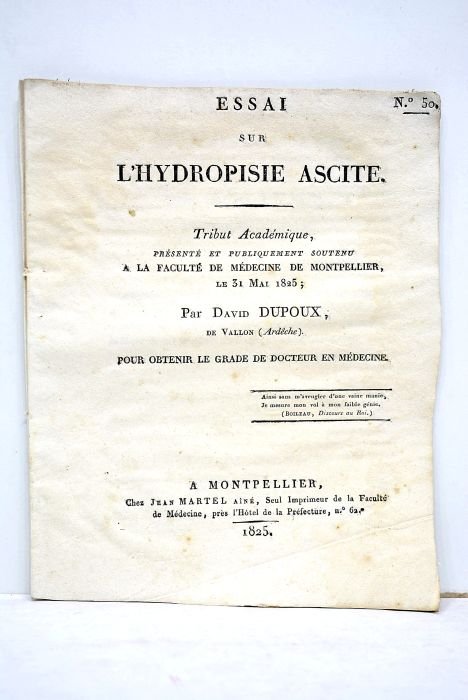 ESSAI
N.º 50.
SUR
L'HYDROPISIE ASCITE.
Tribut Académique,
PRÉSENTÉ ET PUBLIQUEMENT SOUTENU
A LA FACULTÉ DE MÉDECINE DE MONTPELLIER,
LE 31 MAI 1825;
Par DAVID DUPOUX,
DE VALLON (Ardêche).
POUR OBTENIR LE GRADE DE DOCTEUR EN MÉDECINE.
Ainsi sans m'aveugler d'une vaine manie,
Je mesure mon vol à mon faible génie.
(BOILEAU, Discours au Roi.)
A MONTPELLIER,
Chez JEAN MARTEL AÎNÉ, Seul Imprimeur de la Faculté
de Médecine, près l'Hôtel de la Préfecture, n.º 62.
1825.